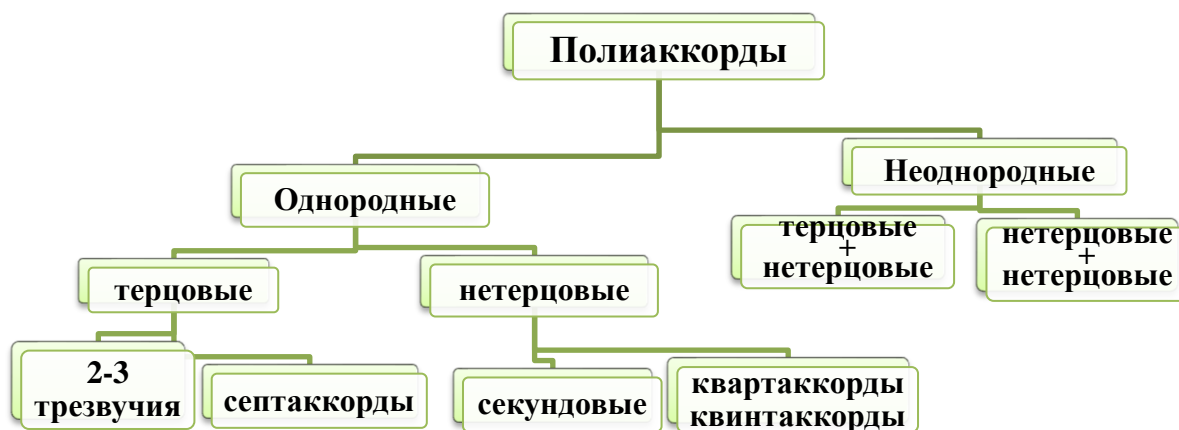 Полиаккорды
Однородные
Неоднородные
терцовые
+
нетерцовые
нетерцовые
+
нетерцовые
терцовые
нетерцовые
2-3
трезвучия
септаккорды
секундовые
квартаккорды
квинтаккорды